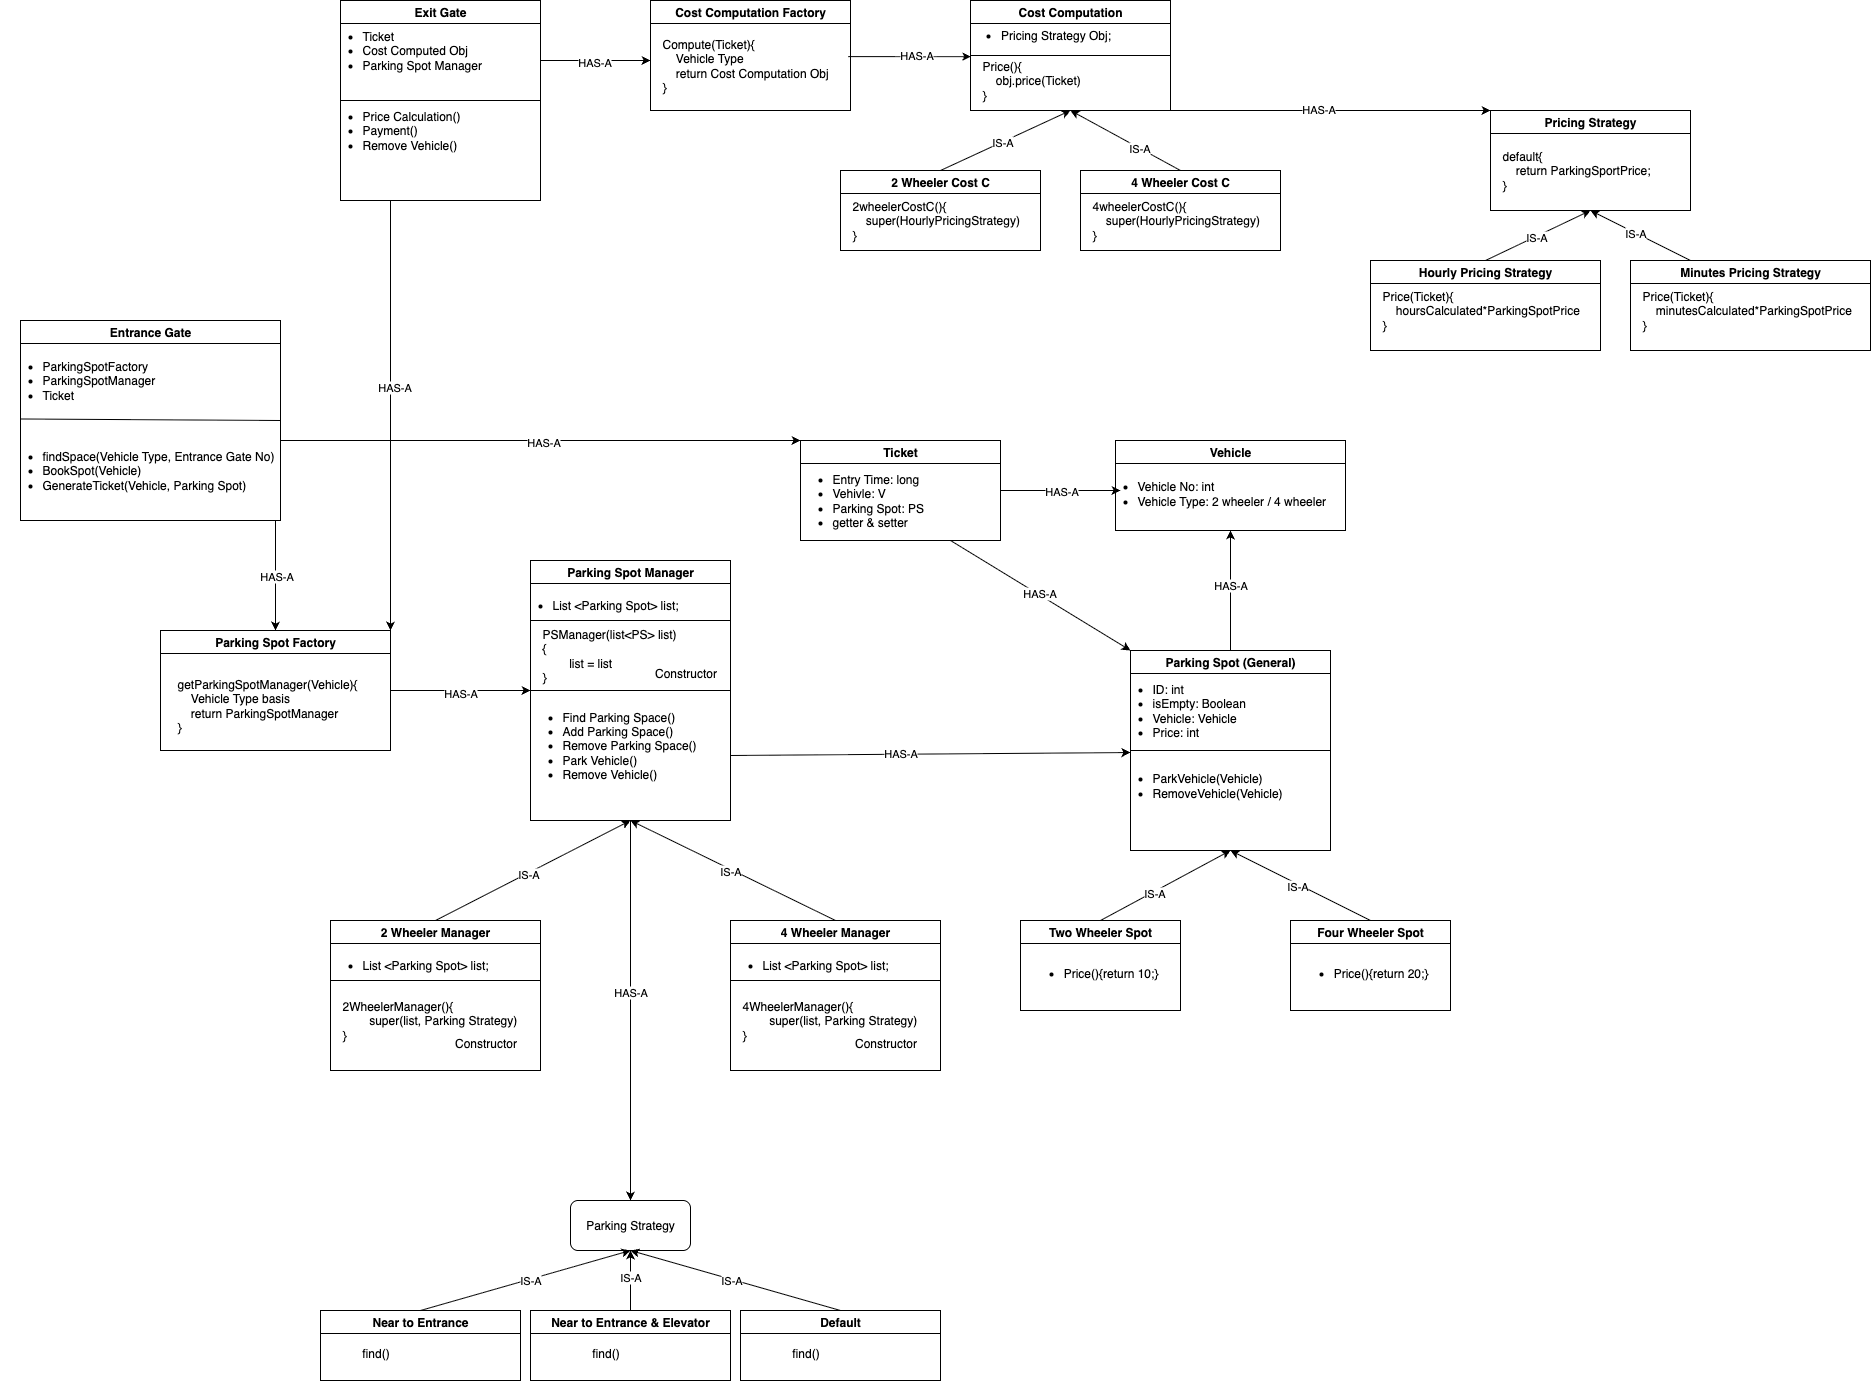 Exit Gate
Ticket
Cost Computed Obj
Parking Spot Manager
Price Calculation()
Payment()
Remove Vehicle()
HAS-A
Cost Computation Factory
Compute(Ticket){
Vehicle Type
return Cost Computation Obj
}
HAS-A
Cost Computation
Pricing Strategy Obj;
Price(){
obj.price(Ticket)
}
HAS-A
IS-A
IS-A
2 Wheeler Cost C
2wheelerCostC(){
super(HourlyPricingStrategy)
}
4 Wheeler Cost C
4wheelerCostC(){
super(HourlyPricingStrategy)
}
Pricing Strategy
default{
return ParkingSportPrice;
}
IS-A
IS-A
Hourly Pricing Strategy
Price(Ticket){
hoursCalculated*ParkingSpotPrice
}
Minutes Pricing Strategy
Price(Ticket){
minutesCalculated*ParkingSpotPrice
}
Entrance Gate
ParkingSpotFactory
ParkingSpotManager
Ticket
findSpace(Vehicle Type, Entrance Gate No)
BookSpot(Vehicle)
GenerateTicket(Vehicle, Parking Spot)
HAS-A
HAS-A
HAS-A
Ticket
Entry Time: long
Vehivle: V
Parking Spot: PS
getter & setter
HAS-A
Vehicle
Vehicle No: int
Vehicle Type: 2 wheeler / 4 wheeler
HAS-A
HAS-A
Parking Spot Factory
getParkingSpotManager(Vehicle){
Vehicle Type basis
return ParkingSpotManager
}
HAS-A
Parking Spot Manager
List <Parking Spot> list;
PSManager(list<PS> list)
{
list = list
}
Constructor
Find Parking Space()
Add Parking Space()
Remove Parking Space()
Park Vehicle()
Remove Vehicle()
HAS-A
Parking Spot (General)
ID: int
isEmpty: Boolean
Vehicle: Vehicle
Price: int
ParkVehicle(Vehicle)
RemoveVehicle(Vehicle)
IS-A
IS-A
IS-A
IS-A
2 Wheeler Manager
List <Parking Spot> list;
2WheelerManager(){
super(list, Parking Strategy)
}
Constructor
HAS-A
4 Wheeler Manager
List <Parking Spot> list;
4WheelerManager(){
super(list, Parking Strategy)
}
Constructor
Two Wheeler Spot
Price(){return 10;}
Four Wheeler Spot
Price(){return 20;}
Parking Strategy
IS-A
IS-A
IS-A
Near to Entrance
find()
Near to Entrance & Elevator
find()
Default
find()